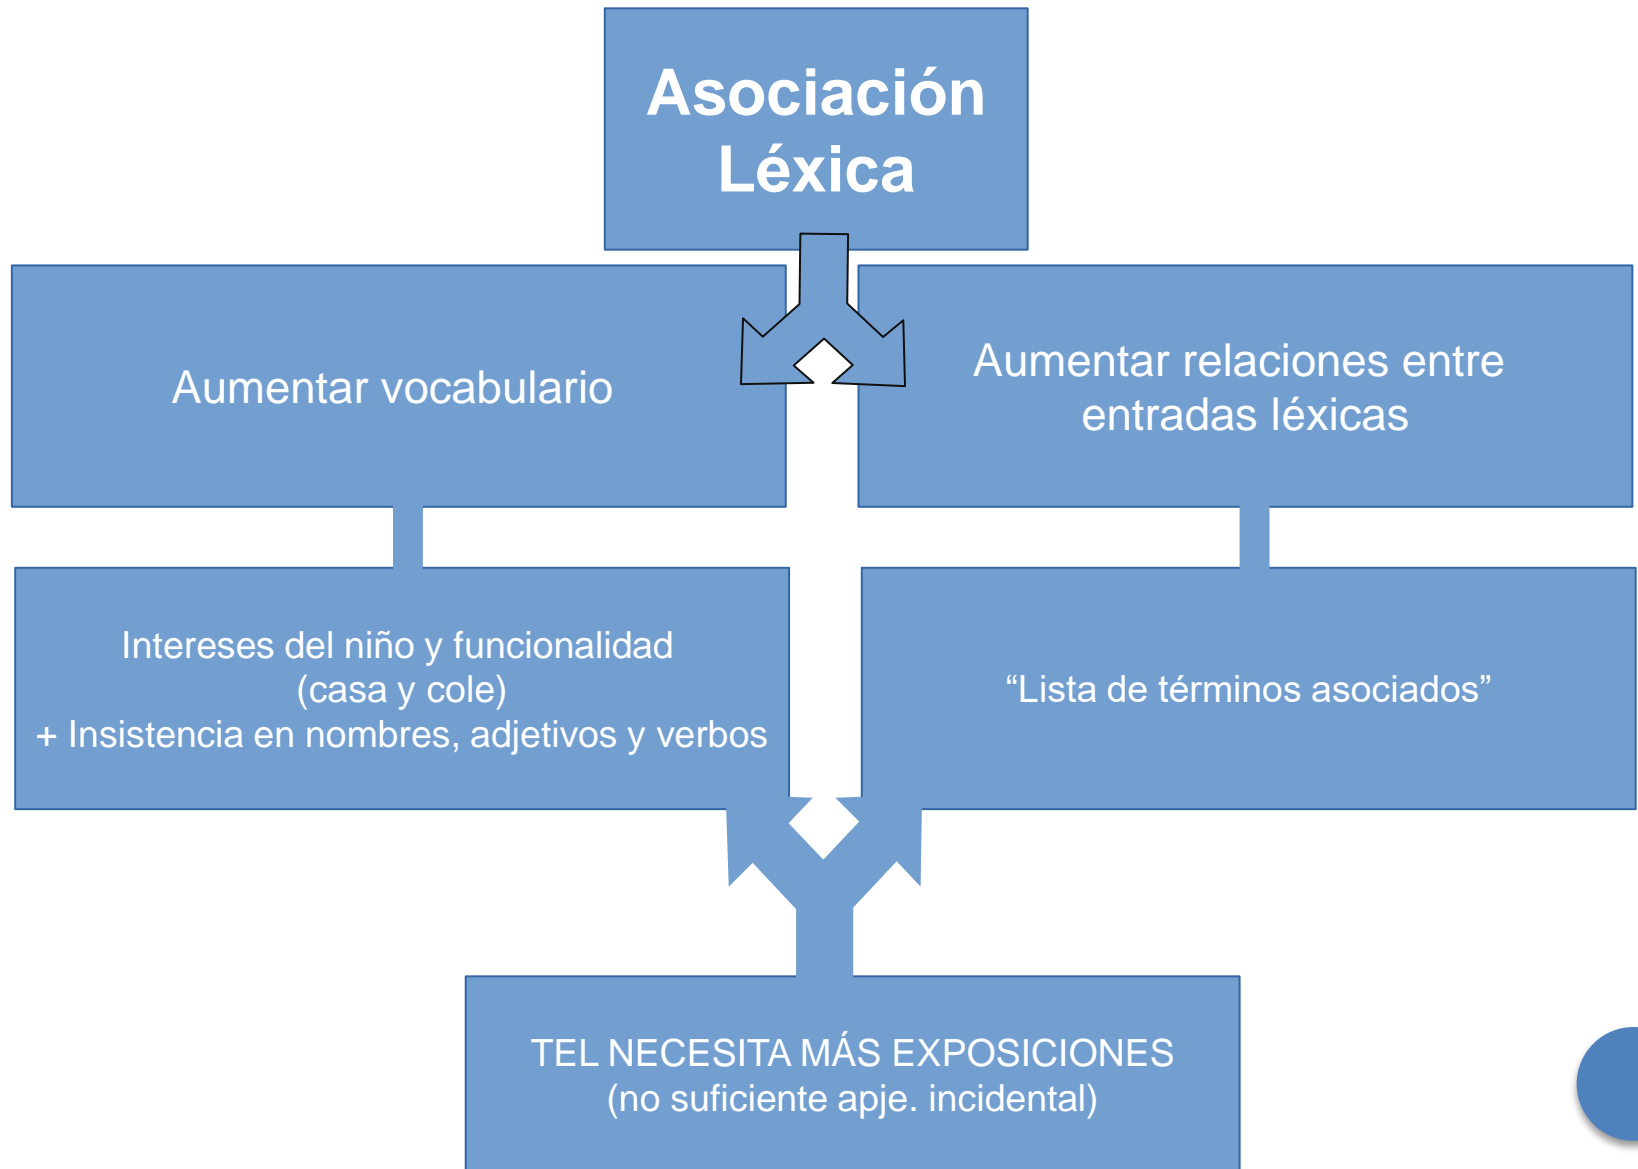 Asociación
Léxica
Aumentar vocabulario
Aumentar relaciones entre
entradas léxicas
Intereses del niño y funcionalidad
(casa y cole)
+ Insistencia en nombres, adjetivos y verbos
“Lista de términos asociados”
TEL NECESITA MÁS EXPOSICIONES
(no suficiente apje. incidental)